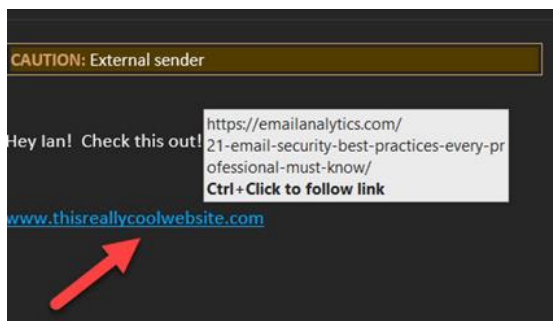 CAUTION: External sender
Hey Ian!  Check this out!
https://emailanalytics.com/
21-email-security-best-practices-every-pr
ofessional-must-know/
Ctrl+Click to follow link
www.thisreallycoolwebsite.com